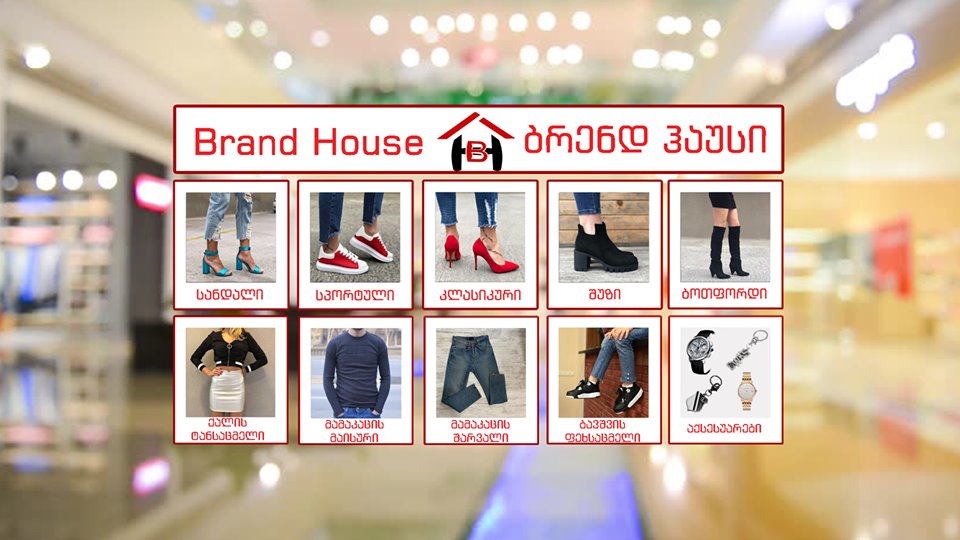 Brand House
ბრენდ ჰაუსი
სანდალი
სპორტული
კლასიკური
შუზი
ბოთფორდი
ქალის
ტანსაცმელი
მამაკაცის
მაისური
მამაკაცის
შარვალი
ბავშვის
ფეხსაცმელი
აქსესუარები